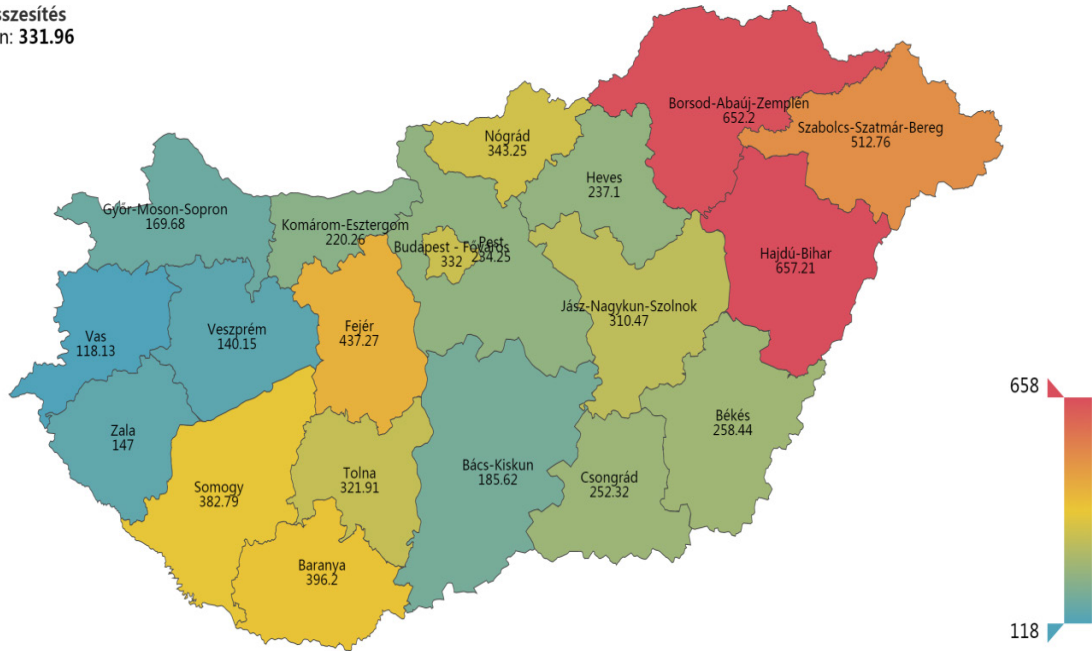 331.96
Borsod-Abaúj-Zemplén
652.2
Szabolcs-Szatmár-Bereg
512.76
Nógrád
343.25
Heves
237.1
Győr-Moson-Sopron
169.68
Komárom-Esztergom
220.26
Budapest - Főváros
332
Pest
234.25
Hajdú-Bihar
657.21
Jász-Nagykun-Szolnok
310.47
Vas
118.13
Veszprém
140.15
Fejér
437.27
Zala
147
Somogy
382.79
Tolna
321.91
Bács-Kiskun
185.62
Csongrád
252.32
Békés
258.44
Baranya
396.2
658
118